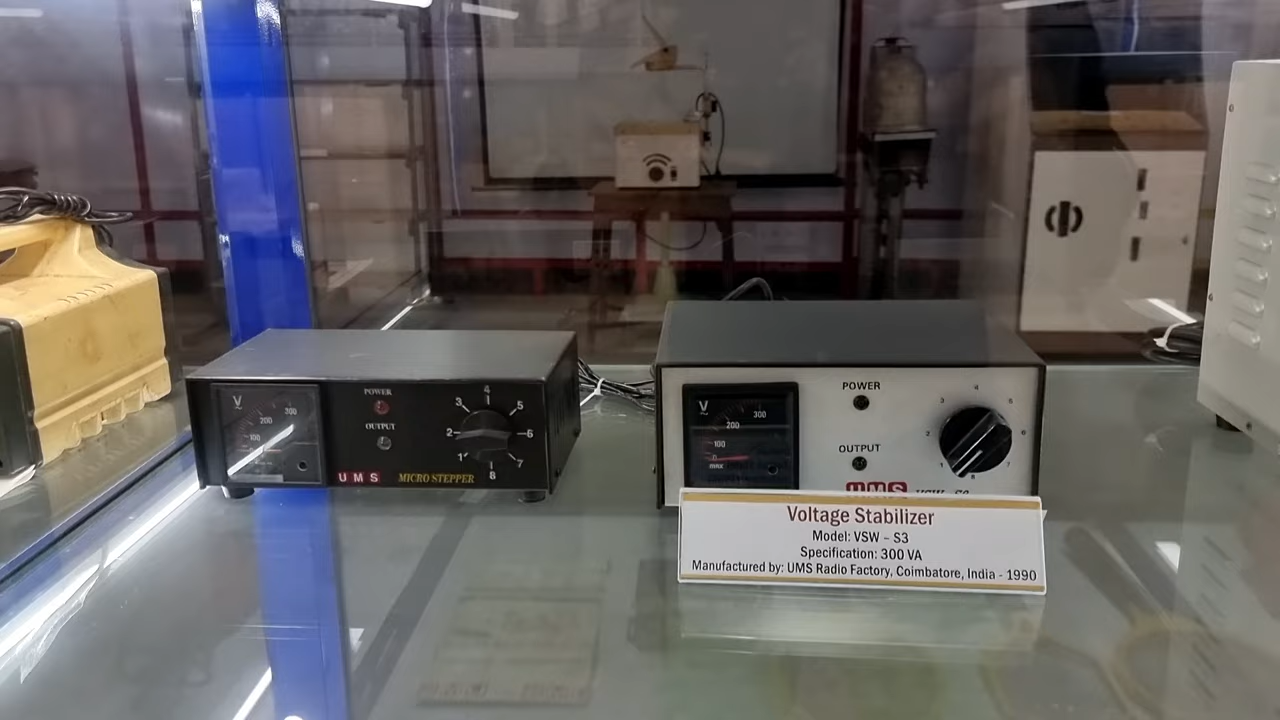 V
100
200
300
POWER
OUTPUT
1
2
3
4
5
6
7
8
UMS
MICRO STEPPER
V
100
200
300
MAX
POWER
OUTPUT
1
2
3
4
5
6
7
8
UMS
Voltage Stabilizer
Model: VSW – S3
Specification: 300 VA
Manufactured by: UMS Radio Factory, Coimbatore, India - 1990